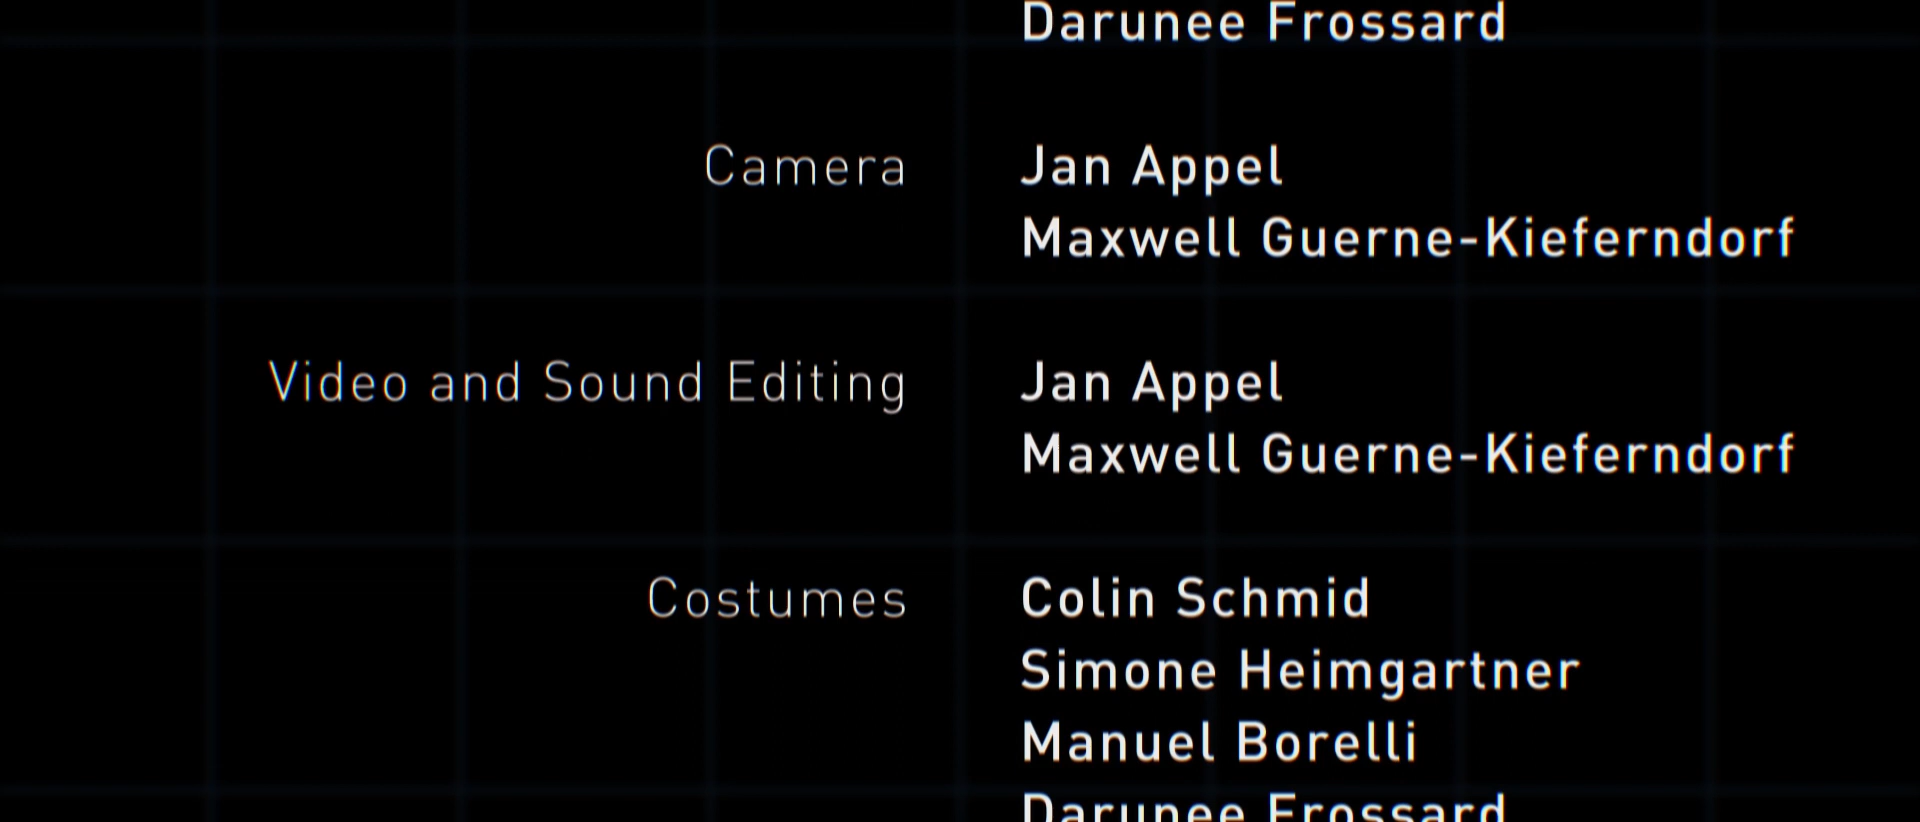 Darunee Frossard
Camera Jan Appel
Maxwell Guerne-Kieferndorf
Video and Sound Editing Jan Appel
Maxwell Guerne-Kieferndorf
Costumes Colin Schmid
Simone Heimgartner
Manuel Borelli
Darunee Frossard